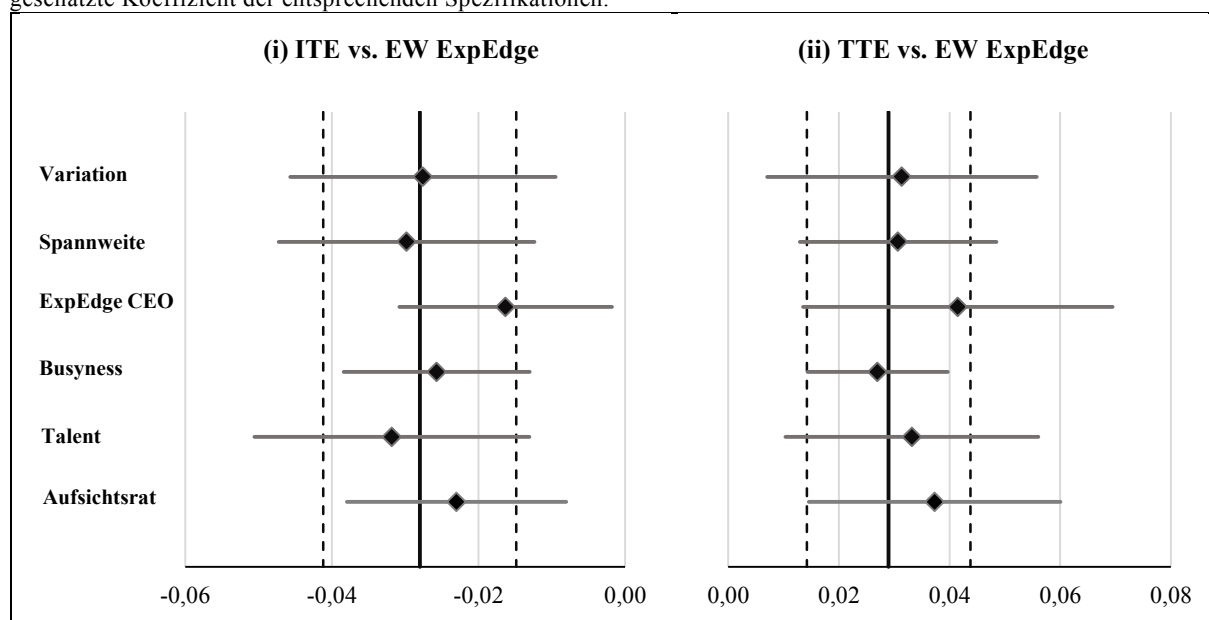 geschätzte Koeffizient der entsprechenden Spezifikationen.
(i) ITE vs. EW ExpEdge
(ii) TTE vs. EW ExpEdge
Variation
Spannweite
ExpEdge CEO
Busyness
Talent
Aufsichtsrat
-0,06 -0,04 -0,02 0,00
0,00 0,02 0,04 0,06 0,08